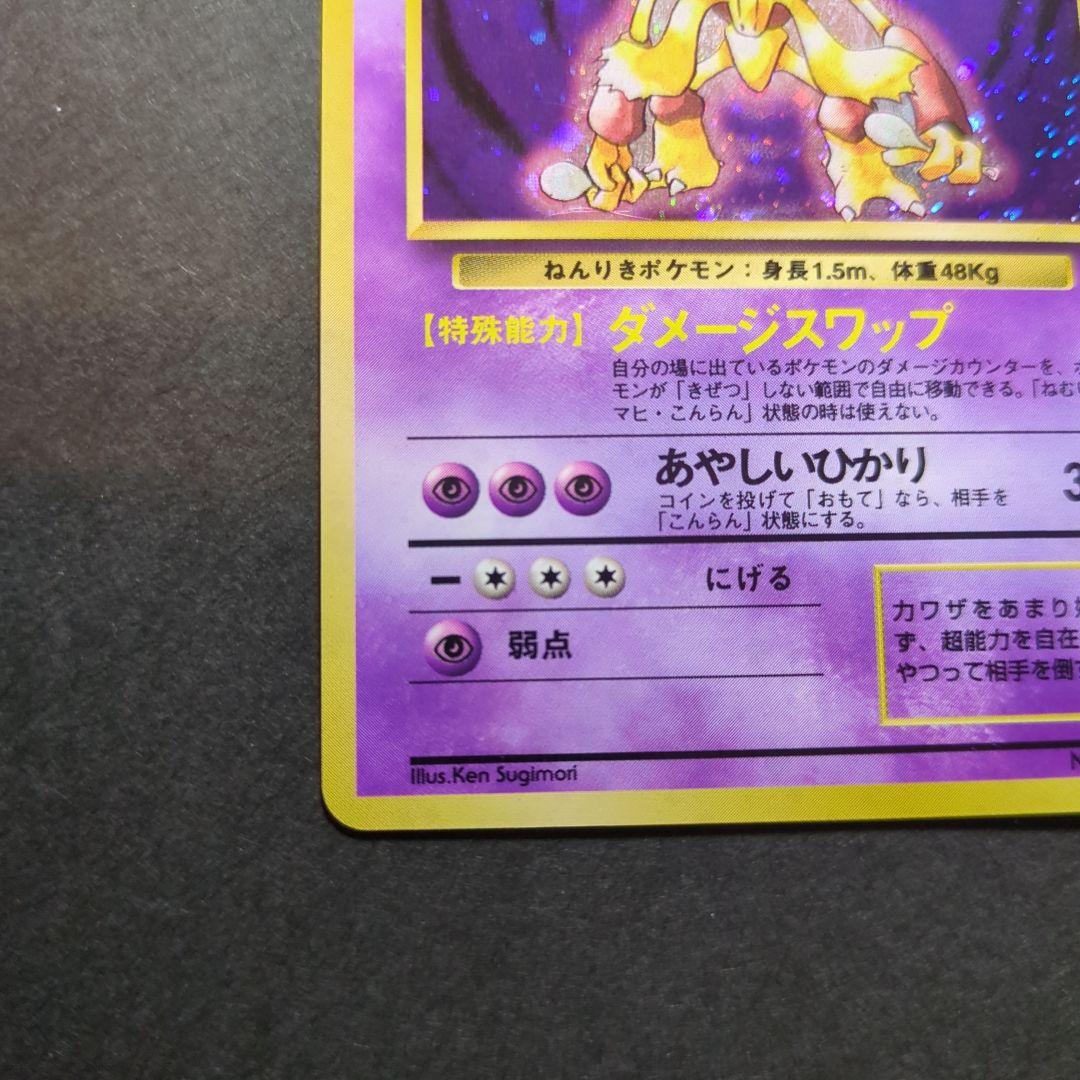 ねんりきポケモン：身長1.5m、体重48Kg
【特殊能力】ダメージスワップ
自分の場に出ているポケモンのダメージカウンターを、ポ
モンが「きぜつ」しない範囲で自由に移動できる。「ねむり
マヒ・こんらん」状態の時は使えない。
あやしいひかり 3
コインを投げて「おもて」なら、相手を
「こんらん」状態にする。
ー にげる
弱点
力ワザをあまり
ず、超能力を自在
やつって相手を倒
Illus.Ken Sugimori
N